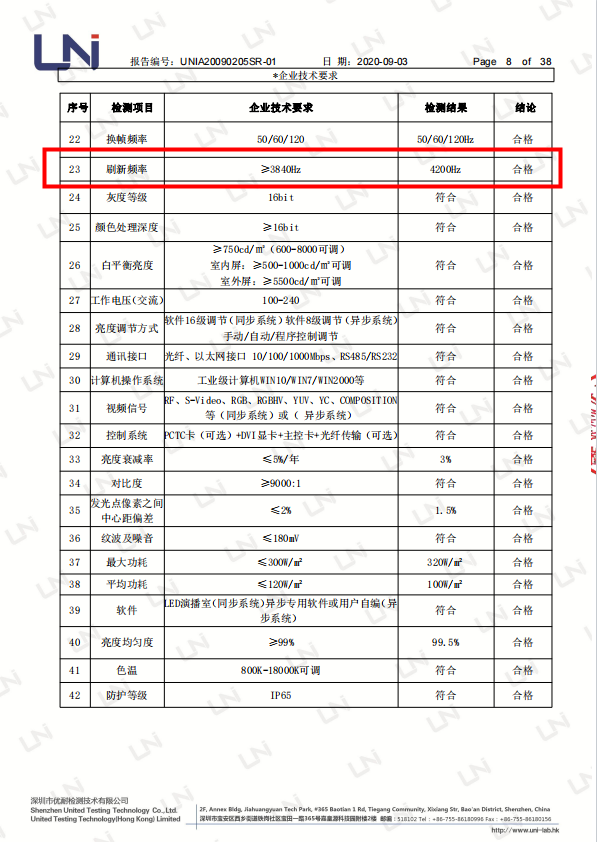 UNi
报告编号：UNIA20090205SR-01 日 期：2020-09-03 Page 8 of 38
*企业技术要求
序号 检测项目 企业技术要求 检测结果 结论
22 换帧频率 50/60/120 50/60/120Hz 合格
23 刷新频率 ≥3840Hz 4200Hz 合格
24 灰度等级 16bit 符合 合格
25 颜色处理深度 ≥16bit 符合 合格
26 白平衡亮度 ≥750cd/㎡（600-8000可调）
室内屏：≥500-1000cd/㎡可调
室外屏：≥5500cd/㎡可调 符合 合格
27 工作电压（交流） 100-240 符合 合格
28 亮度调节方式 软件16级调节（同步系统）软件8级调节（异步系统）
手动/自动/程序控制调节 符合 合格
29 通讯接口 光纤、以太网接口 10/100/1000Mbps、RS485/RS232 符合 合格
30 计算机操作系统 工业级计算机WIN10/WIN7/WIN2000等 符合 合格
31 视频信号 RF、S-Video、RGB、RGBHV、YUV、YC、COMPOSITION
等（同步系统）或（ 异步系统） 符合 合格
32 控制系统 PCTC卡（可选）+DVI显卡+主控卡+光纤传输（可选） 符合 合格
33 亮度衰减率 ≤5%/年 3% 合格
34 对比度 ≥9000:1 符合 合格
35 发光点像素之间
中心距偏差 ≤2% 1.5% 合格
36 纹波及噪音 ≤180mV 符合 合格
37 最大功耗 ≤300W/㎡ 320W/㎡ 合格
38 平均功耗 ≤120W/㎡ 100W/㎡ 合格
39 软件 LED演播室（同步系统）异步专用软件或用户自编（异
步系统） 符合 合格
40 亮度均匀度 ≥99% 99.5% 合格
41 色温 800K-18000K可调 符合 合格
42 防护等级 IP65 符合 合格
深圳市优耐检测技术有限公司
Shenzhen United Testing Technology Co.,Ltd.
United Testing Technology(Hong Kong) Limited
2F, Annex Bldg, Jiahuangyuan Tech Park, #365 Baotian 1 Rd, Tiegang Community, Xixiang Str, Bao'an District, Shenzhen, China
深圳市宝安区西乡街道铁岗社区宝田一路365号嘉皇源科技园附楼2楼 邮编：518102 Tel：+86-755-86180996 Fax：+86-755-86180156
http://www.uni-lab.hk